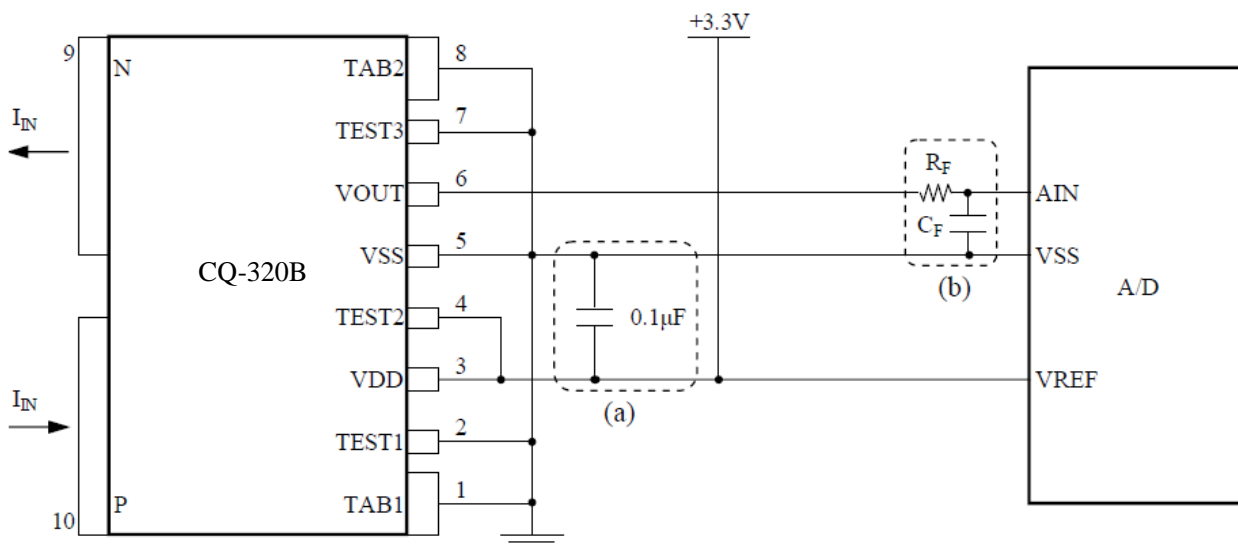 +3.3V
9
N
TAB2
8
I_IN
TEST3
7
R_F
VOUT
6
AIN
C_F
VSS
5
VSS
CQ-320B
(b)
A/D
TEST2
4
0.1μF
VDD
3
VREF
I_IN
(a)
TEST1
2
10
P
TAB1
1